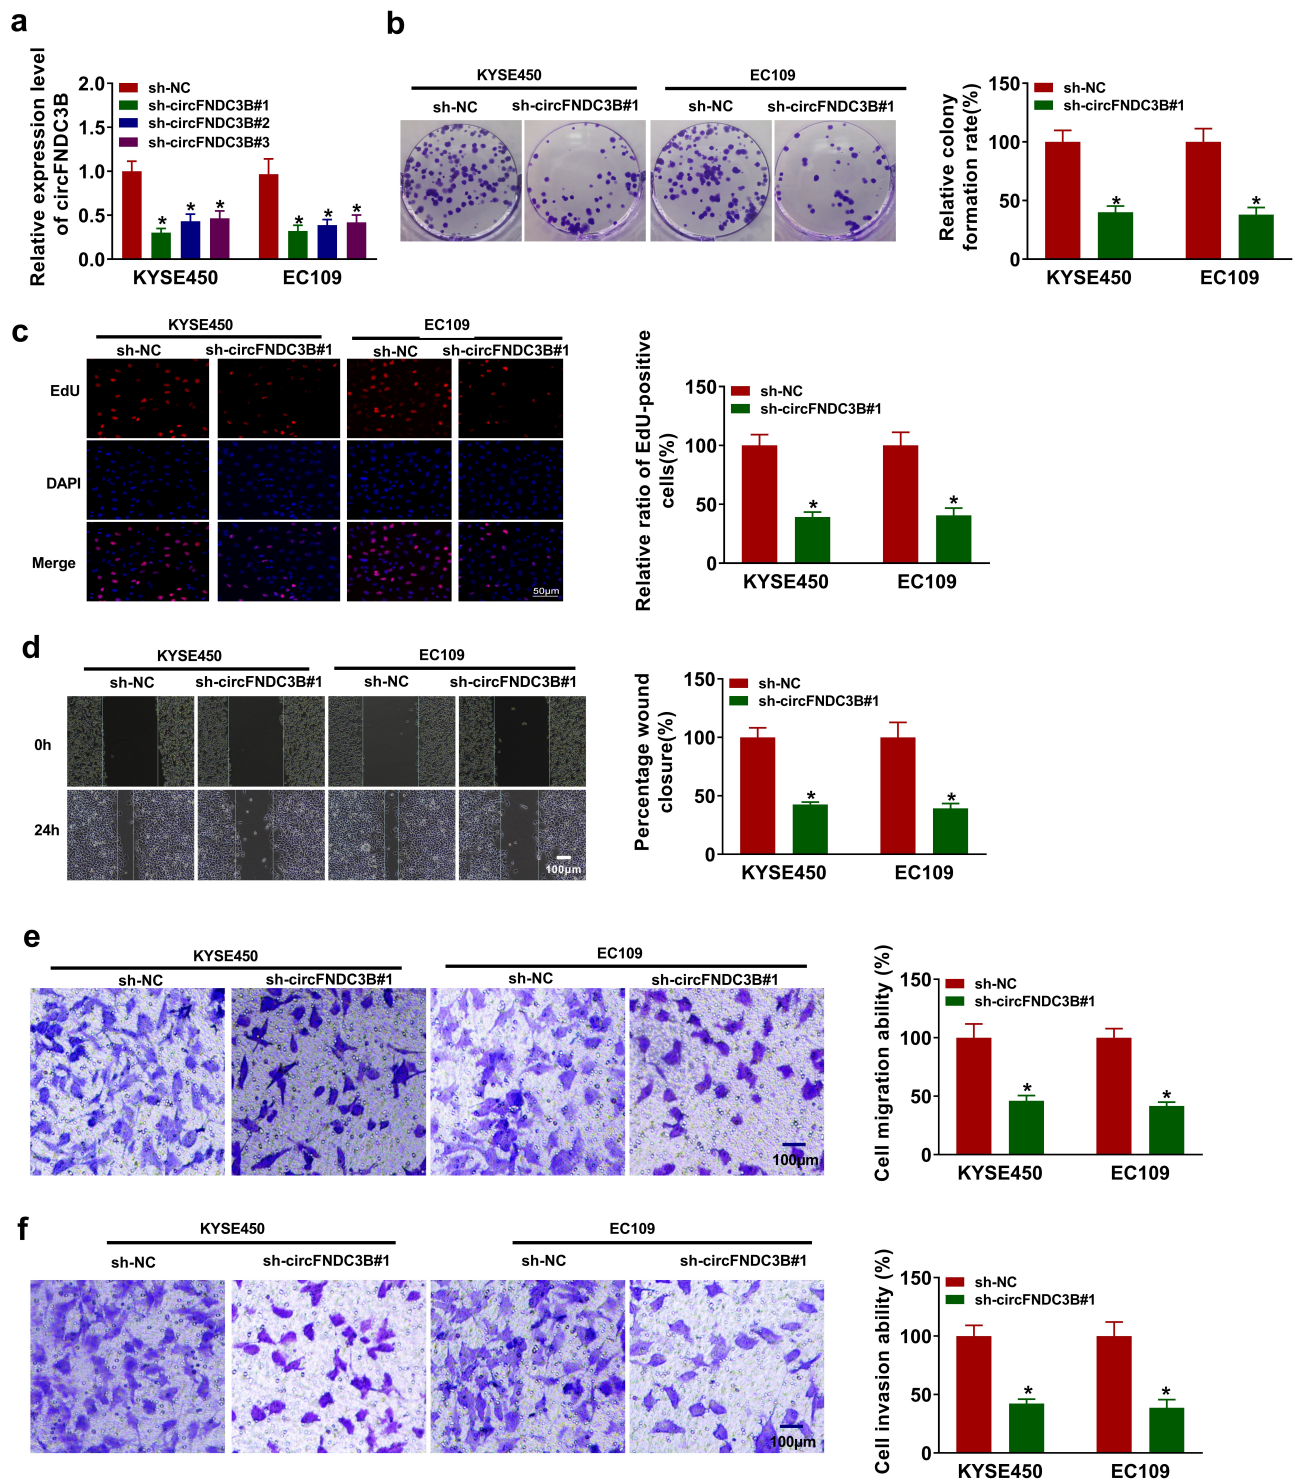 a
Relative expression level
of circFNDC3B
2.0
1.5
1.0
0.5
0.0
sh-NC
sh-circFNDC3B#1
sh-circFNDC3B#2
sh-circFNDC3B#3
* * * * * *
KYSE450 EC109
b
KYSE450 EC109
sh-NC sh-circFNDC3B#1 sh-NC sh-circFNDC3B#1
Relative colony
formation rate(%)
150
100
50
0
sh-NC
sh-circFNDC3B#1
* *
KYSE450 EC109
c
KYSE450 EC109
sh-NC sh-circFNDC3B#1 sh-NC sh-circFNDC3B#1
EdU
DAPI
Merge
50μm
Relative ratio of EdU-positive
cells(%)
150
100
50
0
sh-NC
sh-circFNDC3B#1
* *
KYSE450 EC109
d
KYSE450 EC109
sh-NC sh-circFNDC3B#1 sh-NC sh-circFNDC3B#1
0h
24h
100μm
Percentage wound
closure(%)
150
100
50
0
sh-NC
sh-circFNDC3B#1
* *
KYSE450 EC109
e
KYSE450 EC109
sh-NC sh-circFNDC3B#1 sh-NC sh-circFNDC3B#1
100μm
Cell migration ability (%)
150
100
50
0
sh-NC
sh-circFNDC3B#1
* *
KYSE450 EC109
f
KYSE450 EC109
sh-NC sh-circFNDC3B#1 sh-NC sh-circFNDC3B#1
100μm
Cell invasion ability (%)
150
100
50
0
sh-NC
sh-circFNDC3B#1
* *
KYSE450 EC109